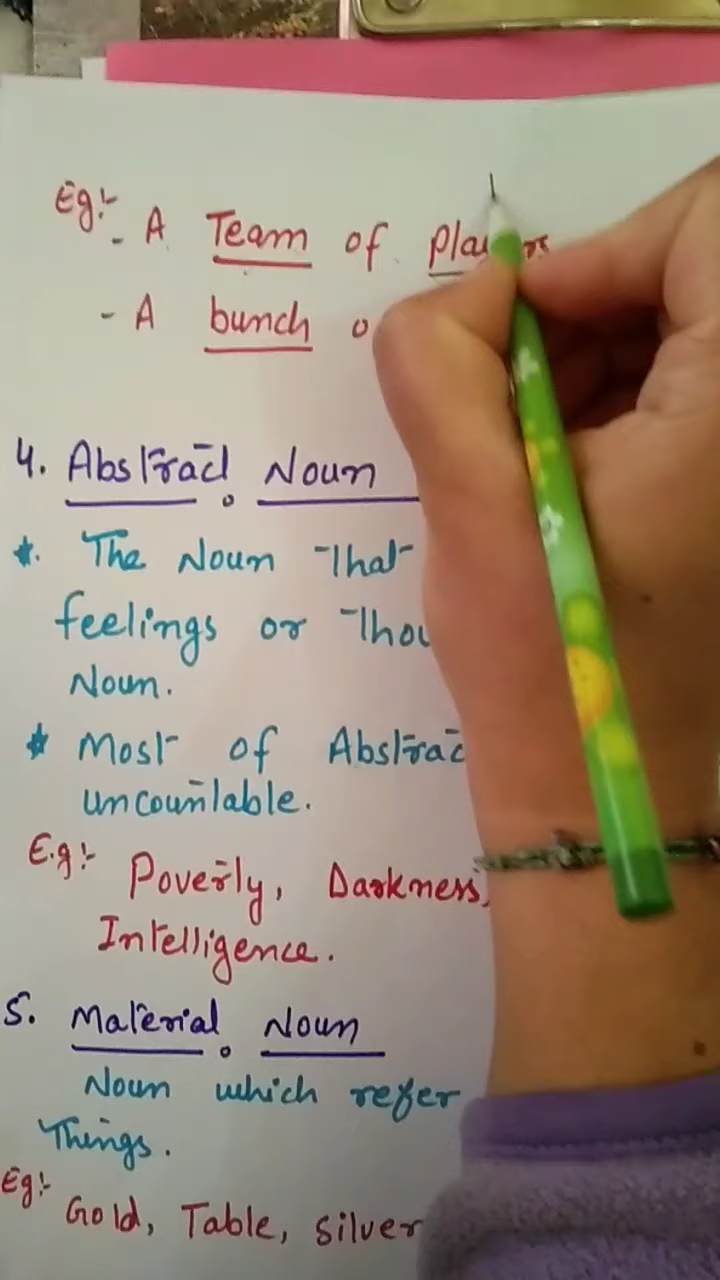 Eg:-
- A Team of
- A bunch
4. Abstract Noun
*. The Noun That
feelings or
Noun.
* Most of
uncountable.
E.g:- Poverty, Darkness,
Intelligence.
5. Material Noun
Noun which refer
Things.
Eg:- Gold, Table, silver